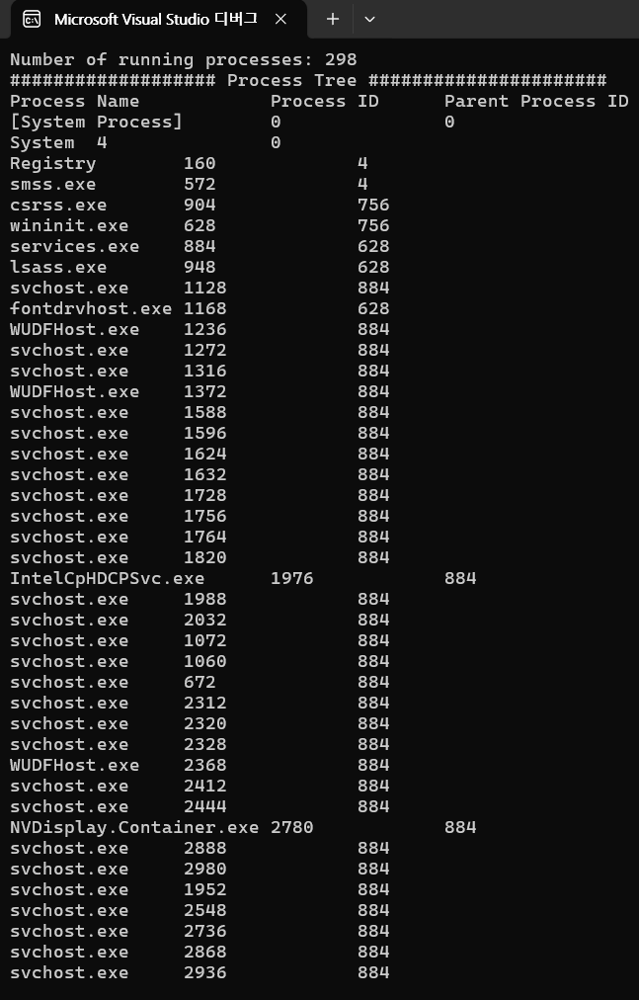 Microsoft Visual Studio 디버그
Number of running processes: 298
################### Process Tree ######################
Process Name Process ID Parent Process ID
[System Process] 0 0
System 4 0
Registry 160 4
smss.exe 572 4
csrss.exe 904 756
wininit.exe 628 756
services.exe 884 628
lsass.exe 948 628
svchost.exe 1128 884
fontdrvhost.exe 1168 628
WUDFHost.exe 1236 884
svchost.exe 1272 884
svchost.exe 1316 884
WUDFHost.exe 1372 884
svchost.exe 1588 884
svchost.exe 1596 884
svchost.exe 1624 884
svchost.exe 1632 884
svchost.exe 1728 884
svchost.exe 1756 884
svchost.exe 1764 884
svchost.exe 1820 884
IntelCpHDCPSvc.exe 1976 884
svchost.exe 1988 884
svchost.exe 2032 884
svchost.exe 1072 884
svchost.exe 1060 884
svchost.exe 672 884
svchost.exe 2312 884
svchost.exe 2320 884
svchost.exe 2328 884
WUDFHost.exe 2368 884
svchost.exe 2412 884
svchost.exe 2444 884
NVDisplay.Container.exe 2780 884
svchost.exe 2888 884
svchost.exe 2980 884
svchost.exe 1952 884
svchost.exe 2548 884
svchost.exe 2736 884
svchost.exe 2868 884
svchost.exe 2936 884